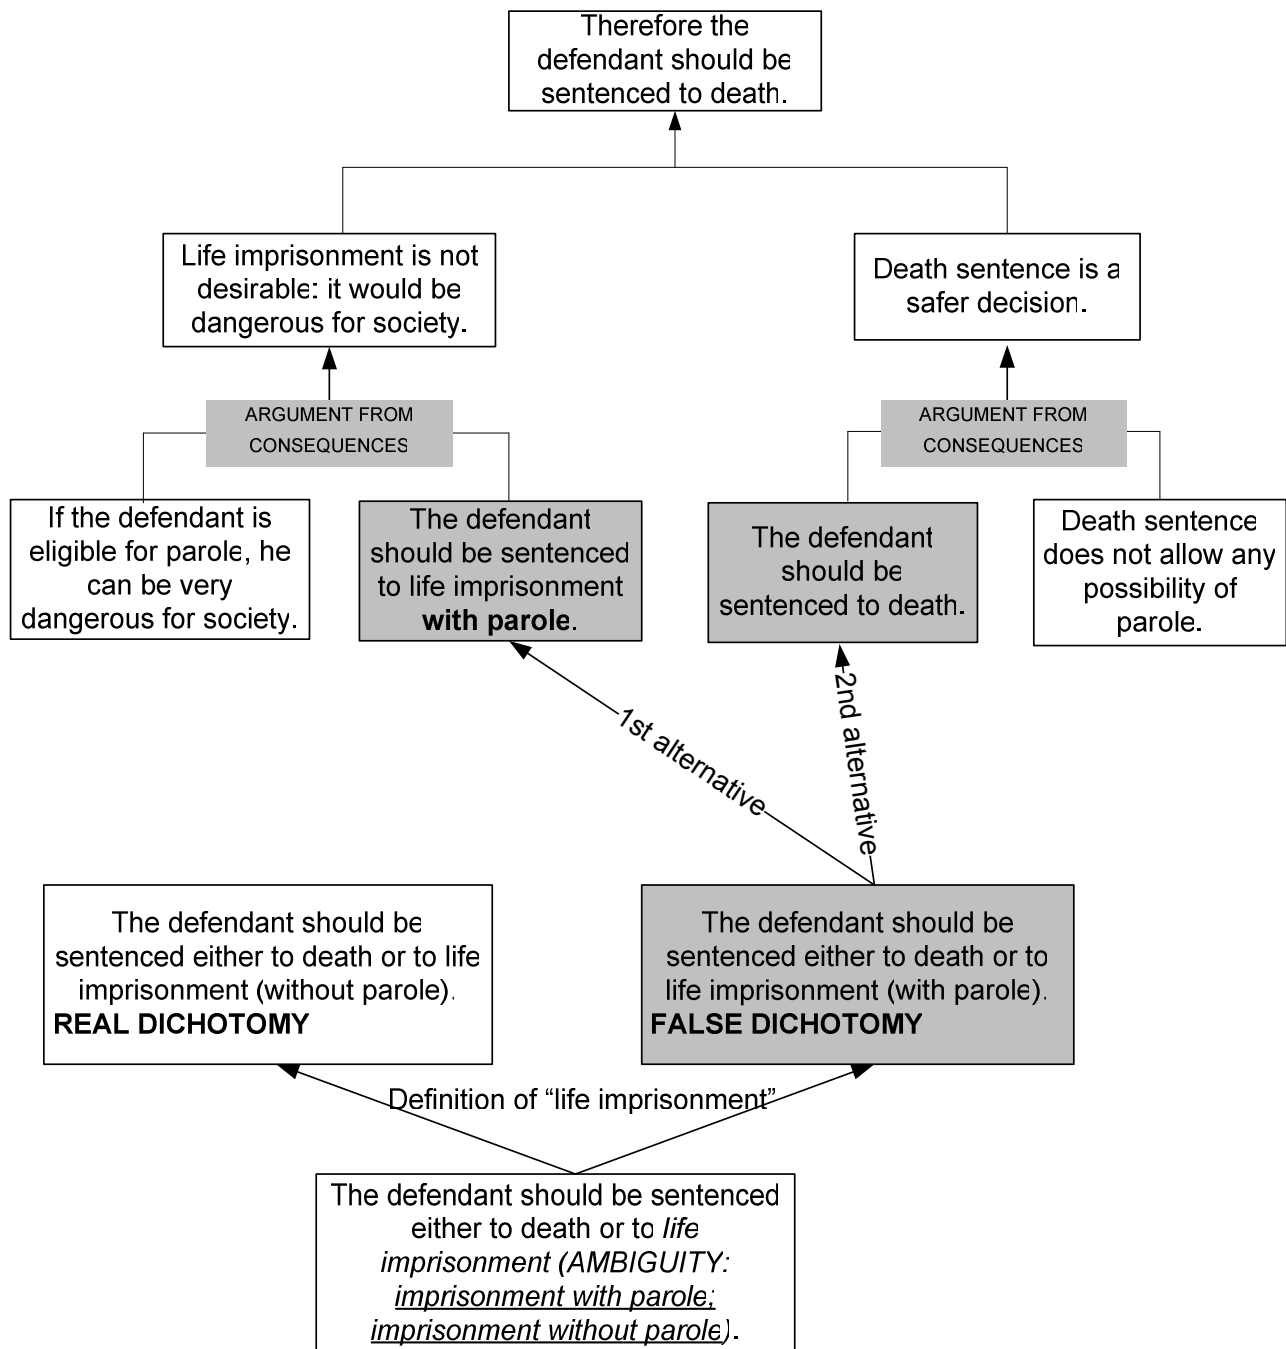 Therefore the
defendant should be
sentenced to death.
Life imprisonment is not
desirable: it would be
dangerous for society.
Death sentence is a
safer decision.
ARGUMENT FROM
CONSEQUENCES
ARGUMENT FROM
CONSEQUENCES
If the defendant is
eligible for parole, he
can be very
dangerous for society.
The defendant
should be sentenced
to life imprisonment
with parole.
The defendant
should be
sentenced to death.
Death sentence
does not allow any
possibility of
parole.
1st alternative
2nd alternative
The defendant should be
sentenced either to death or to life
imprisonment (without parole).
REAL DICHOTOMY
The defendant should be
sentenced either to death or to
life imprisonment (with parole).
FALSE DICHOTOMY
Definition of “life imprisonment”
The defendant should be sentenced
either to death or to life
imprisonment (AMBIGUITY:
imprisonment with parole;
imprisonment without parole).